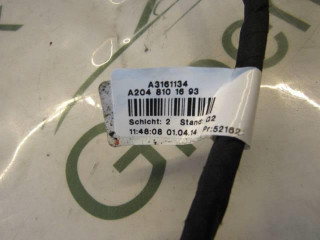 A3161134
A204 810 16 93
Schicht: 2 Stand: 02
11:48:08 01.04.14 Pr:52162